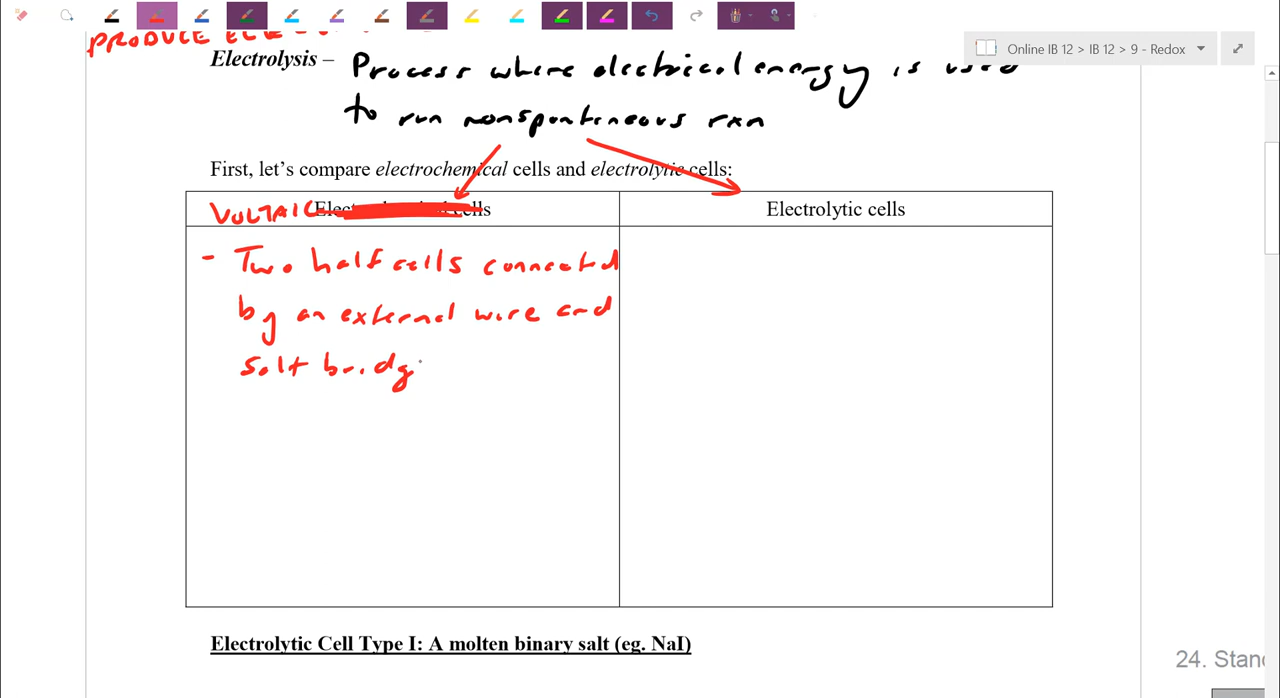 PRODUCE
Online IB 12 > IB 12 > 9 - Redox
Electrolysis – Process where electrical energy is used
to run nonspontaneous rxn
First, let's compare electrochemical cells and electrolytic cells:
VOLTAIC cells
Electrolytic cells
- Two half cells connected
by an external wire and
salt bridg
Electrolytic Cell Type I: A molten binary salt (eg. NaI)
24. Stand